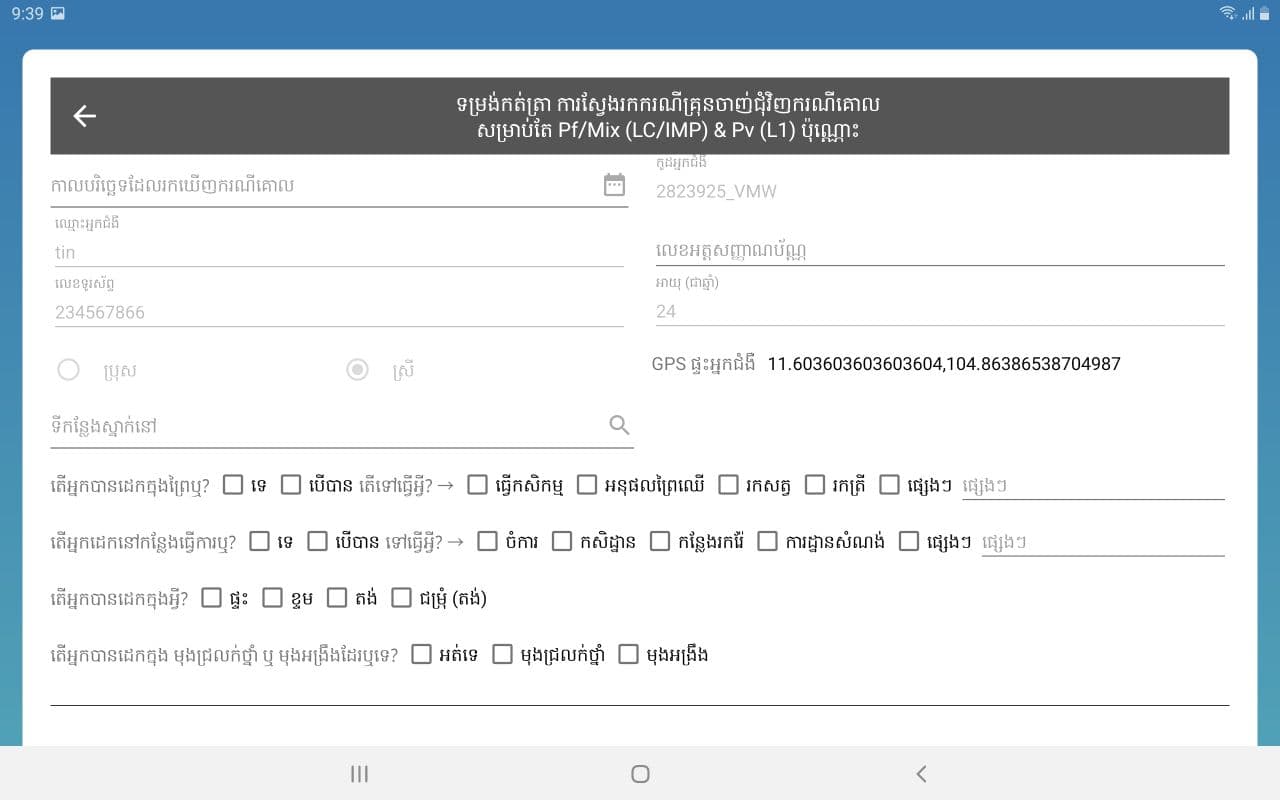 9:39
ទម្រង់កត់ត្រា ការស្វែងរកករណីគ្រុនចាញ់ជុំវិញករណីគោល
សម្រាប់តែ Pf/Mix (LC/IMP) & Pv (L1) ប៉ុណ្ណោះ
កាលបរិច្ឆេទដែលរកឃើញករណីគោល
កូដអ្នកជំងឺ
2823925_VMW
ឈ្មោះអ្នកជំងឺ
tin
លេខអត្តសញ្ញាណប័ណ្ណ
លេខទូរស័ព្ទ
234567866
អាយុ (ជាឆ្នាំ)
24
ប្រុស ស្រី
GPS ផ្ទះអ្នកជំងឺ 11.603603603603604,104.86386538704987
ទីកន្លែងស្នាក់នៅ
តើអ្នកបានដេកក្នុងព្រៃឬ? ទេ បើបាន តើទៅធ្វើអ្វី?→ ធ្វើកសិកម្ម អនុផលព្រៃឈើ រកសត្វ រកត្រី ផ្សេងៗ ផ្សេងៗ
តើអ្នកដេកនៅកន្លែងធ្វើការឬ? ទេ បើបាន ទៅធ្វើអ្វី?→ ចំការ កសិដ្ឋាន កន្លែងរករ៉ែ ការដ្ឋានសំណង់ ផ្សេងៗ ផ្សេងៗ
តើអ្នកបានដេកក្នុងអ្វី? ផ្ទះ ខ្ទម តង់ ជម្រុំ (តង់)
តើអ្នកបានដេកក្នុង មុងជ្រលក់ថ្នាំ ឬ មុងអង្រឹងដែរឬទេ? អត់ទេ មុងជ្រលក់ថ្នាំ មុងអង្រឹង